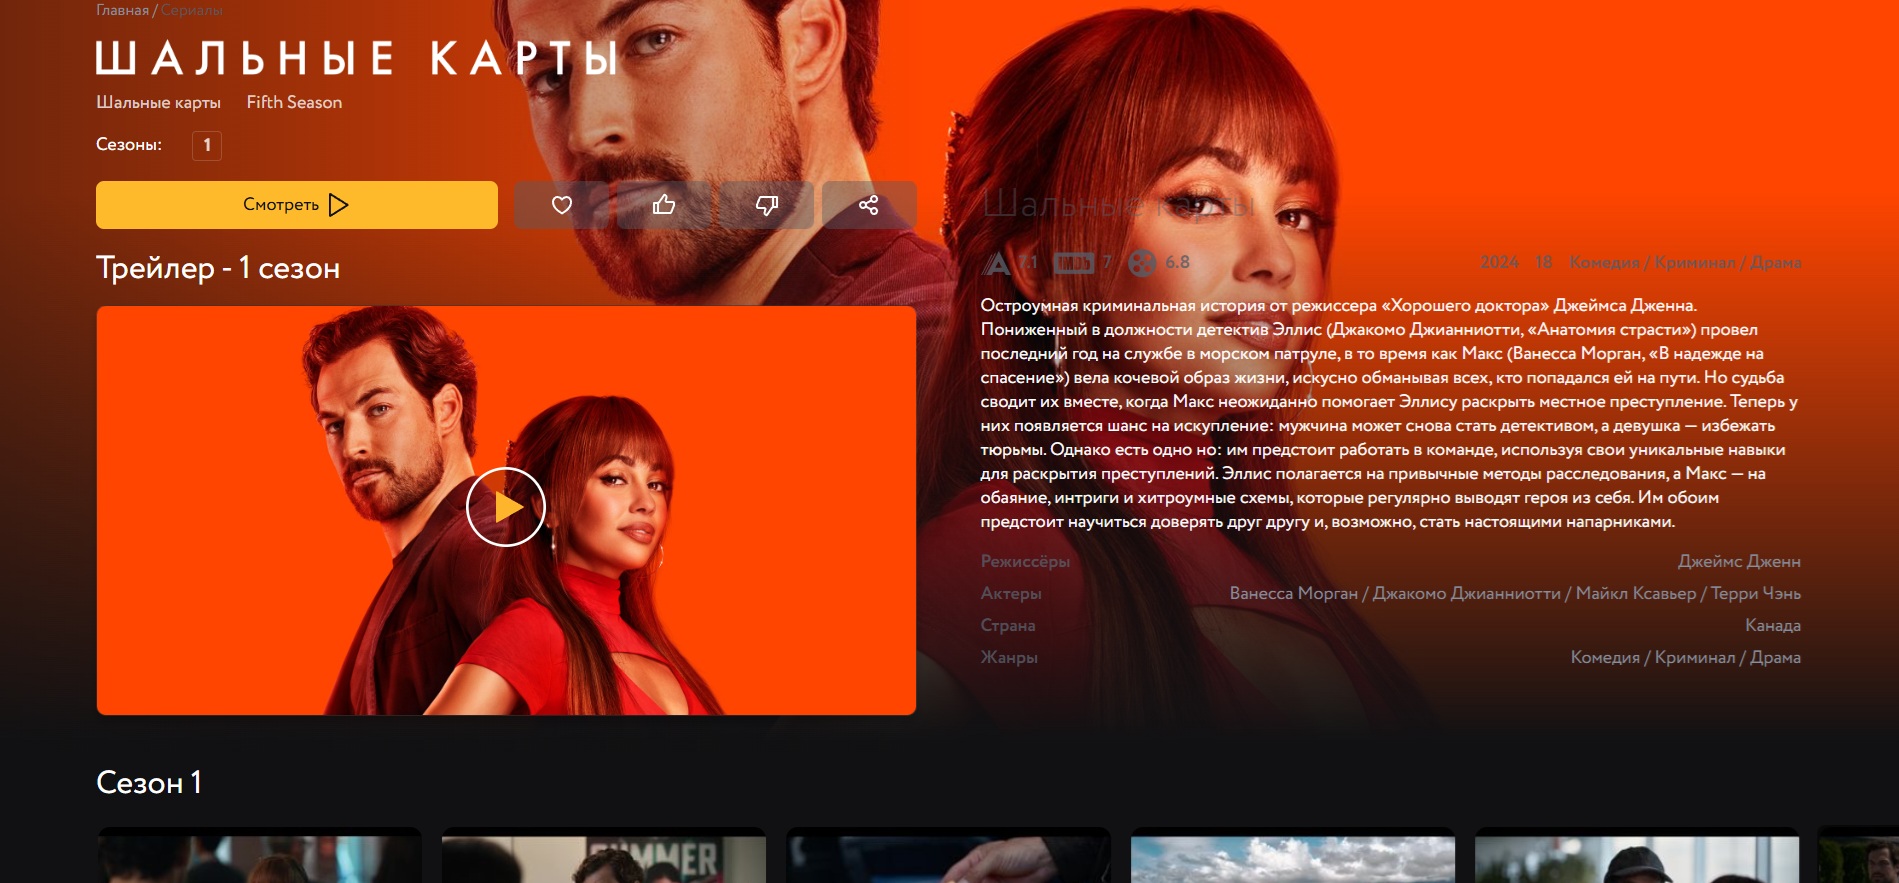 Главная / Сериалы
ШАЛЬНЫЕ КАРТЫ
Шальные карты Fifth Season
Сезоны: 1
Смотреть
Трейлер - 1 сезон
Шальные карты
7.1 IMDb 7 6.8
2024 18 Комедия / Криминал / Драма
Остроумная криминальная история от режиссера «Хорошего доктора» Джеймса Дженна.
Пониженный в должности детектив Эллис (Джакомо Джианниотти, «Анатомия страсти») провел
последний год на службе в морском патруле, в то время как Макс (Ванесса Морган, «В надежде на
спасение») вела кочевой образ жизни, искусно обманывая всех, кто попадался ей на пути. Но судьба
сводит их вместе, когда Макс неожиданно помогает Эллису раскрыть местное преступление. Теперь у
них появляется шанс на искупление: мужчина может снова стать детективом, а девушка — избежать
тюрьмы. Однако есть одно но: им предстоит работать в команде, используя свои уникальные навыки
для раскрытия преступлений. Эллис полагается на привычные методы расследования, а Макс — на
обаяние, интриги и хитроумные схемы, которые регулярно выводят героя из себя. Им обоим
предстоит научиться доверять друг другу и, возможно, стать настоящими напарниками.
Режиссёры Джеймс Дженн
Актеры Ванесса Морган / Джакомо Джианниотти / Майкл Ксавьер / Терри Чэнь
Страна Канада
Жанры Комедия / Криминал / Драма
Сезон 1
SUMMER